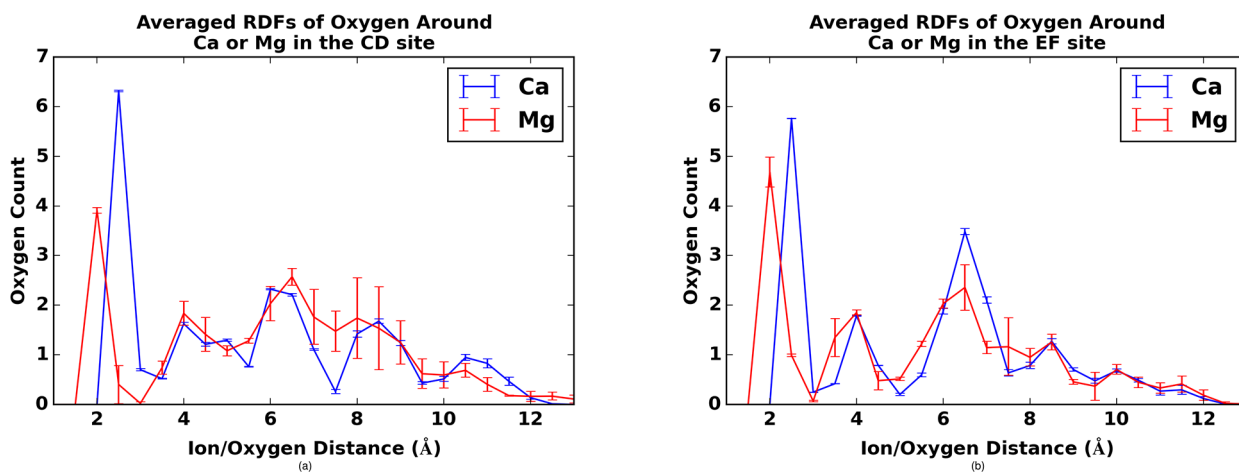 Averaged RDFs of Oxygen Around
Ca or Mg in the CD site
7
6
5
4
3
2
1
0
Oxygen Count
Ca
Mg
2 4 6 8 10 12
Ion/Oxygen Distance (Å)
(a)
Averaged RDFs of Oxygen Around
Ca or Mg in the EF site
7
6
5
4
3
2
1
0
Oxygen Count
Ca
Mg
2 4 6 8 10 12
Ion/Oxygen Distance (Å)
(b)